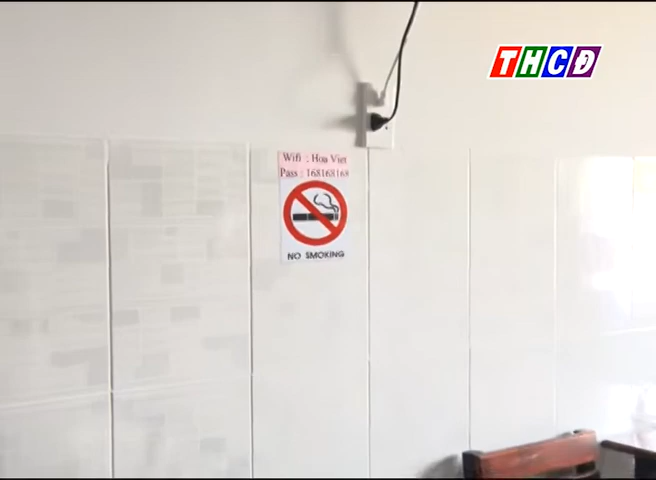 THCĐ
Wifi : Hoa Viet
Pass : 168168168
NO SMOKING